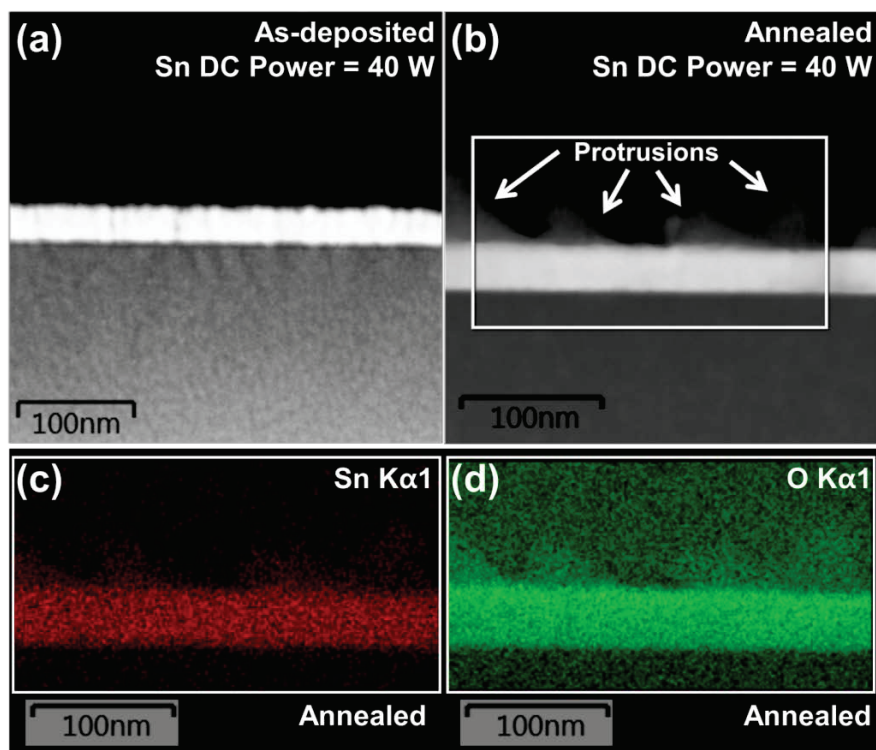 (a)
As-deposited
Sn DC Power = 40 W
100nm
(b)
Annealed
Sn DC Power = 40 W
Protrusions
100nm
(c)
Sn Kα1
100nm
Annealed
(d)
O Kα1
100nm
Annealed